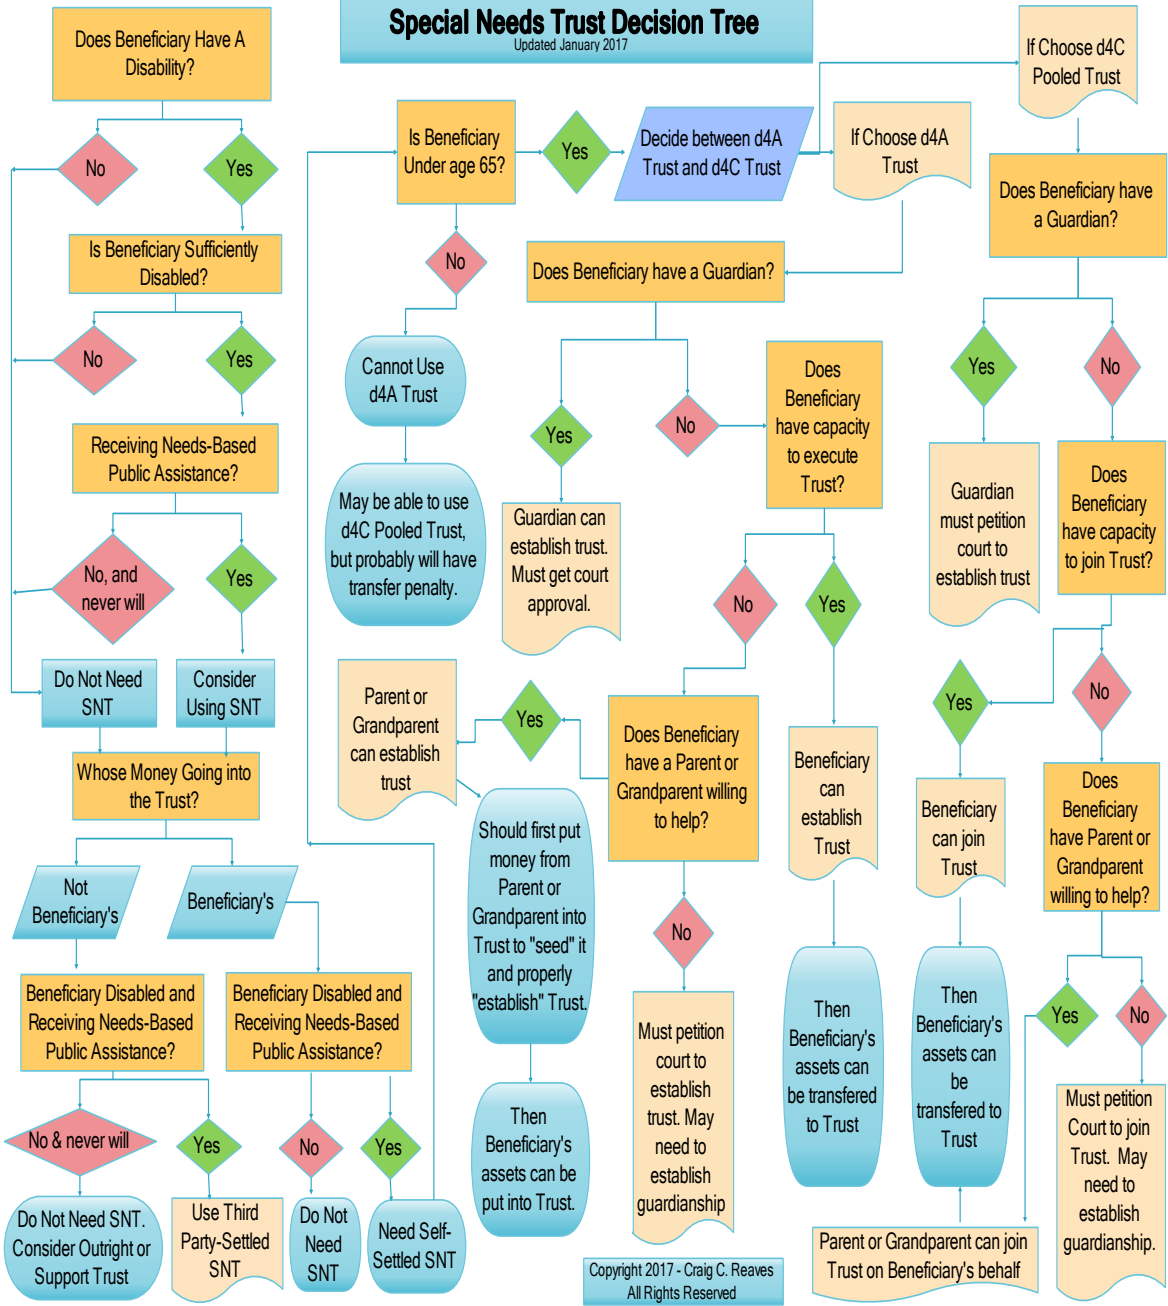 Special Needs Trust Decision Tree
Updated January 2017
Does Beneficiary Have A
Disability?
No
Yes
Is Beneficiary Sufficiently
Disabled?
No
Yes
Receiving Needs-Based
Public Assistance?
No, and
never will
Yes
Do Not Need
SNT
Consider
Using SNT
Whose Money Going into
the Trust?
Not
Beneficiary's
Beneficiary's
Beneficiary Disabled and
Receiving Needs-Based
Public Assistance?
Beneficiary Disabled and
Receiving Needs-Based
Public Assistance?
No & never will
Yes
No
Yes
Do Not Need SNT.
Consider Outright or
Support Trust
Use Third
Party-Settled
SNT
Do Not
Need
SNT
Need Self-
Settled SNT
Is Beneficiary
Under age 65?
Yes
Decide between d4A
Trust and d4C Trust
If Choose d4A
Trust
If Choose d4C
Pooled Trust
No
Cannot Use
d4A Trust
May be able to use
d4C Pooled Trust,
but probably will have
transfer penalty.
Does Beneficiary have a Guardian?
Yes
No
Guardian can
establish trust.
Must get court
approval.
Does
Beneficiary
have capacity
to execute
Trust?
No
Yes
Does Beneficiary
have a Parent or
Grandparent willing
to help?
Yes
Parent or
Grandparent
can establish
trust
Should first put
money from
Parent or
Grandparent into
Trust to "seed" it
and properly
"establish" Trust.
Then
Beneficiary's
assets can be
put into Trust.
No
Must petition
court to
establish
trust. May
need to
establish
guardianship
Beneficiary
can
establish
Trust
Then
Beneficiary's
assets can
be transfered
to Trust
Does Beneficiary have
a Guardian?
Yes
No
Guardian
must petition
court to
establish trust
Does
Beneficiary
have capacity
to join Trust?
Yes
No
Beneficiary
can join
Trust
Then
Beneficiary's
assets can
be
transfered to
Trust
Does
Beneficiary
have Parent or
Grandparent
willing to help?
Yes
No
Parent or Grandparent can join
Trust on Beneficiary's behalf
Must petition
Court to join
Trust. May
need to
establish
guardianship.
Copyright 2017 - Craig C. Reaves
All Rights Reserved